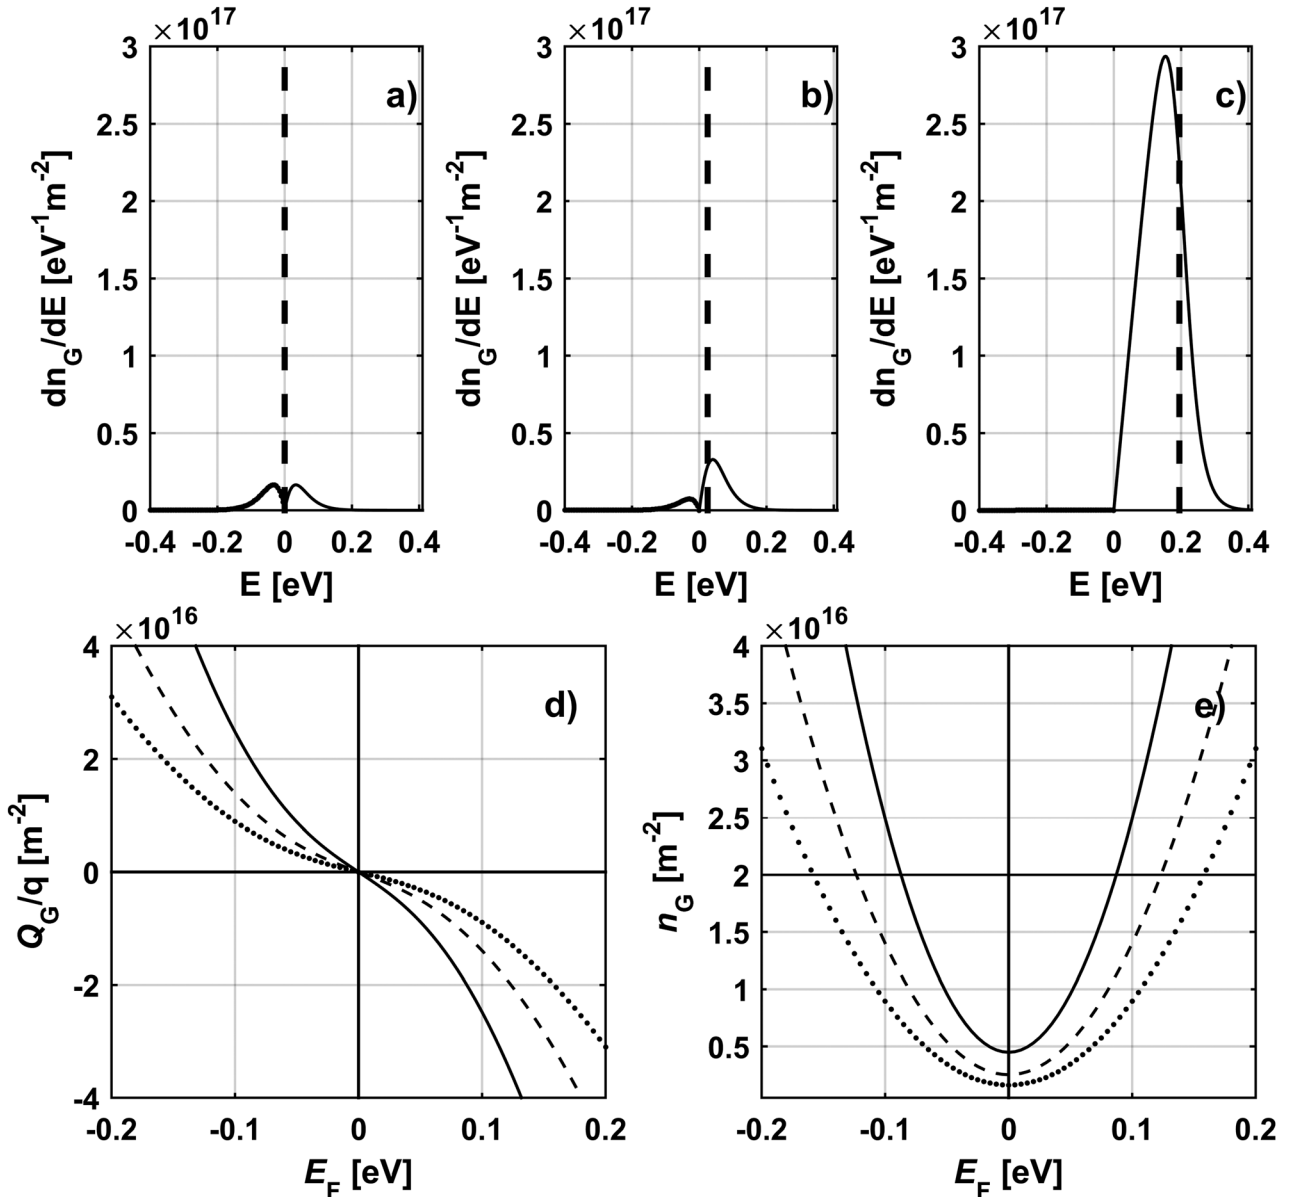 ×10^17
a)
3
2.5
2
1.5
1
0.5
0
-0.4 -0.2 0 0.2 0.4
E [eV]
dn_G/dE [eV^-1m^-2]
×10^17
b)
3
2.5
2
1.5
1
0.5
0
-0.4 -0.2 0 0.2 0.4
E [eV]
dn_G/dE [eV^-1m^-2]
×10^17
c)
3
2.5
2
1.5
1
0.5
0
-0.4 -0.2 0 0.2 0.4
E [eV]
dn_G/dE [eV^-1m^-2]
×10^16
d)
4
2
0
-2
-4
-0.2 -0.1 0 0.1 0.2
E_F [eV]
Q_G/q [m^-2]
×10^16
e)
4
3.5
3
2.5
2
1.5
1
0.5
-0.2 -0.1 0 0.1 0.2
E_F [eV]
n_G [m^-2]